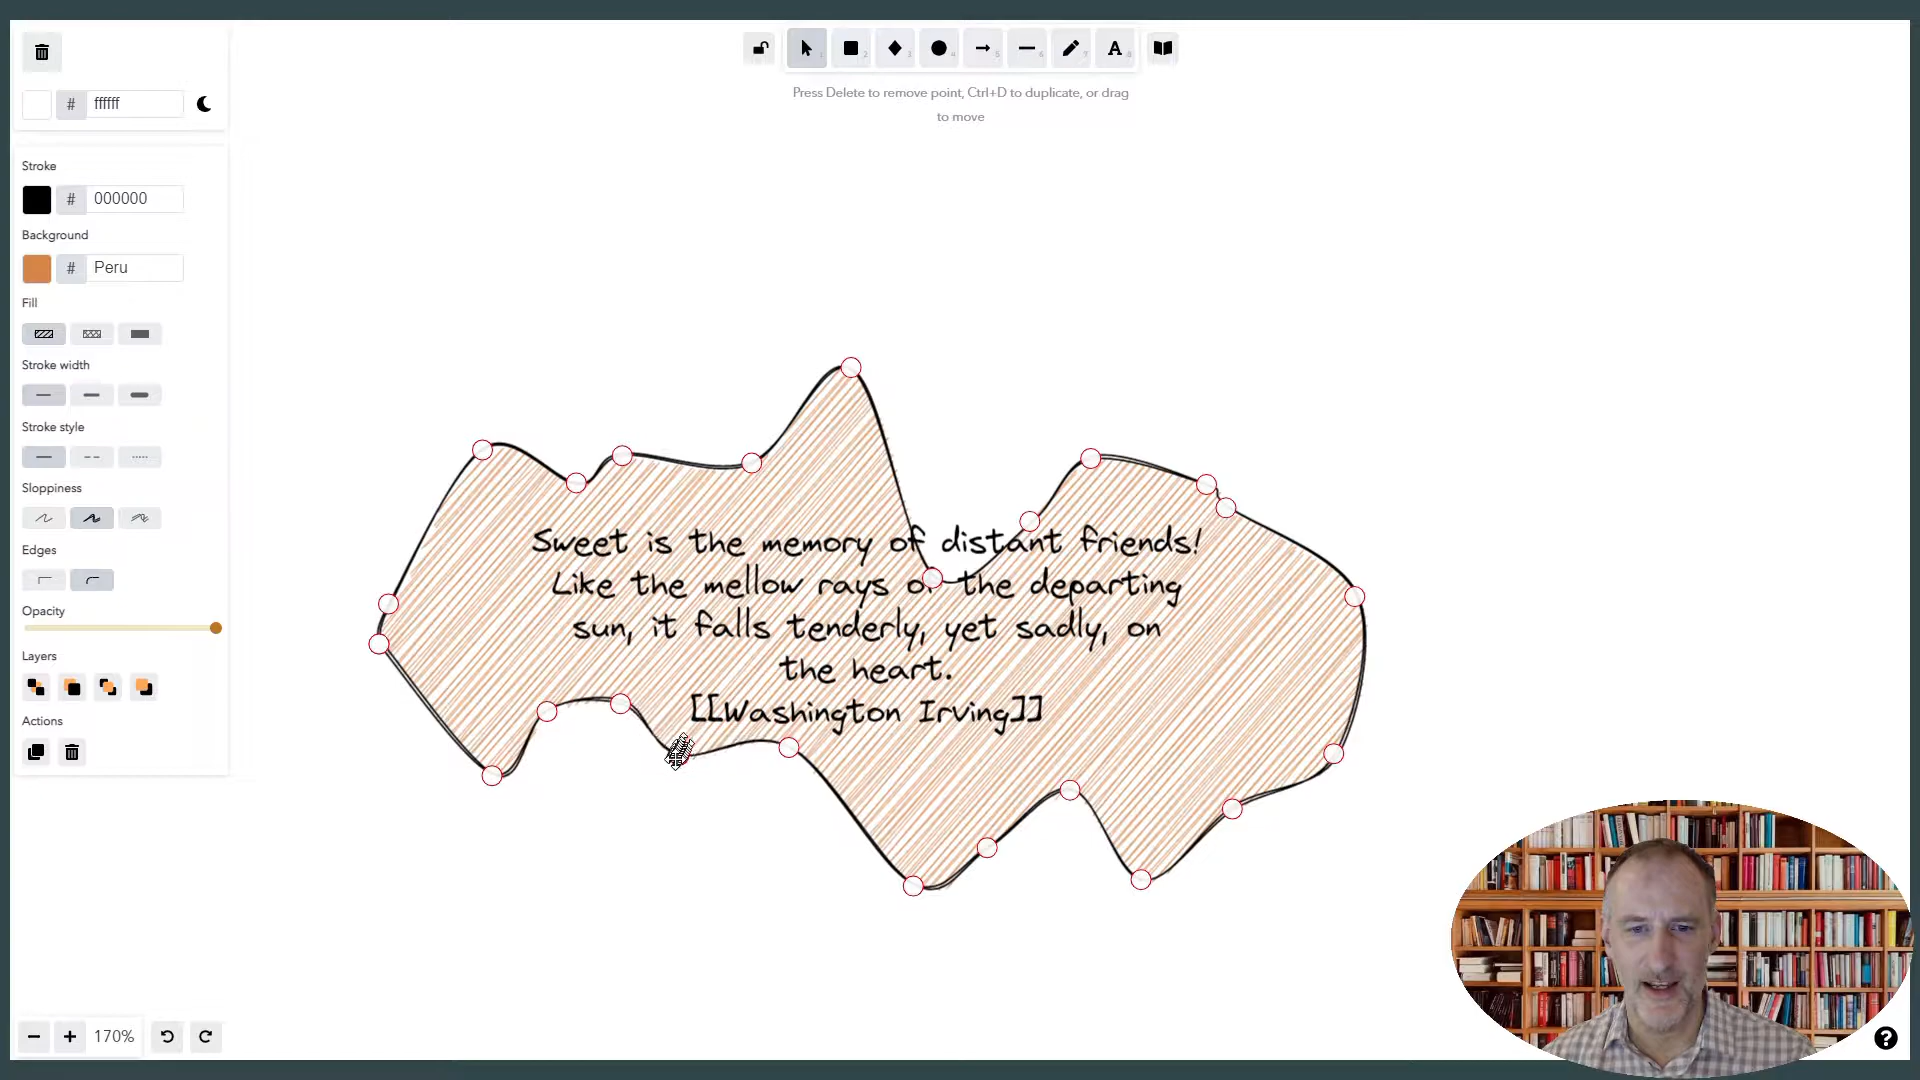 # ffffff
Press Delete to remove point, Ctrl+D to duplicate, or drag
to move
Stroke
# 000000
Background
# Peru
Fill
Stroke width
Stroke style
Sloppiness
Edges
Opacity
Layers
Actions
Sweet is the memory of distant friends!
Like the mellow rays of the departing
sun, it falls tenderly, yet sadly, on
the heart.
[[Washington Irving]]
170%